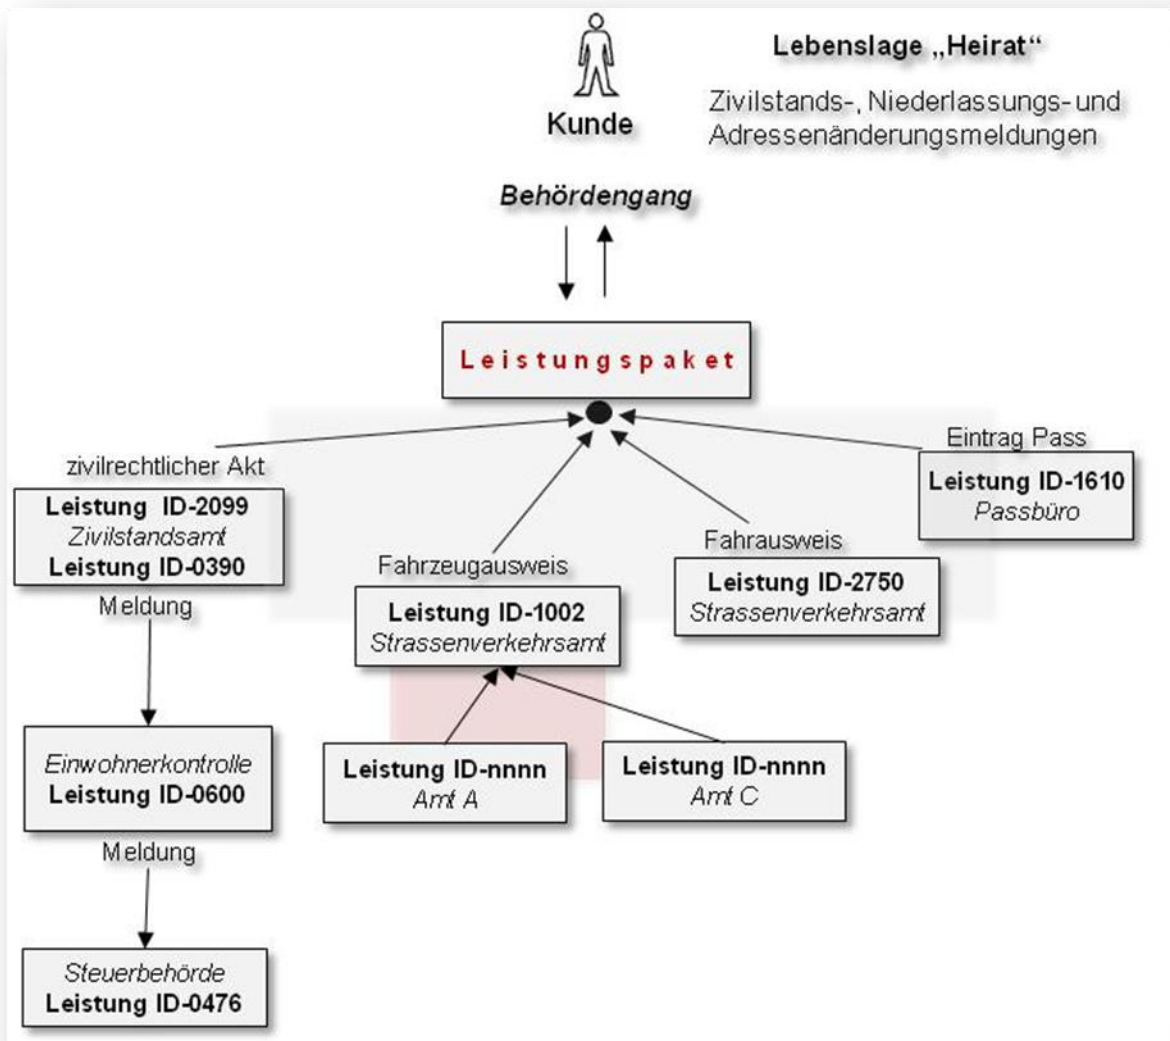 Lebenslage „Heirat“
Zivilstands-, Niederlassungs- und
Adressenänderungsmeldungen
Kunde
Behördengang
Leistungspaket
zivilrechtlicher Akt
Leistung ID-2099
Zivilstandsamt
Leistung ID-0390
Meldung
Einwohnerkontrolle
Leistung ID-0600
Meldung
Steuerbehörde
Leistung ID-0476
Fahrzeugausweis
Leistung ID-1002
Strassenverkehrsamt
Leistung ID-nnnn
Amt A
Leistung ID-nnnn
Amt C
Fahrausweis
Leistung ID-2750
Strassenverkehrsamt
Eintrag Pass
Leistung ID-1610
Passbüro